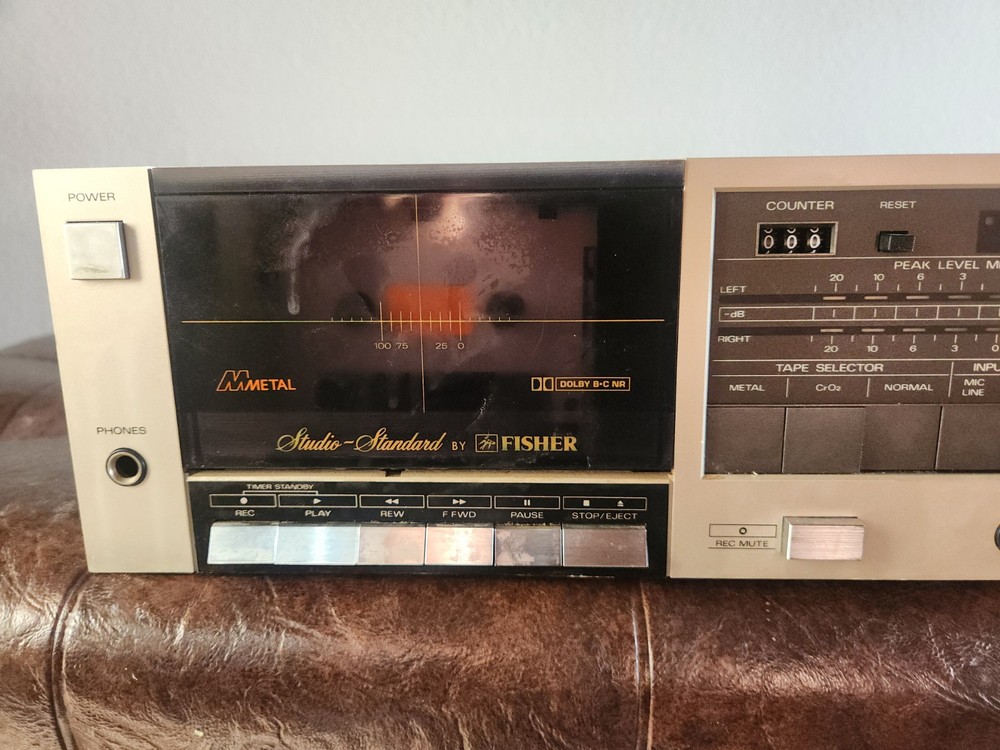 POWER
PHONES
100 75 25 0
METAL
DOLBY B·C NR
Studio-Standard BY FISHER
TIMER STANDBY
REC PLAY REW F FWD PAUSE STOP/EJECT
COUNTER RESET
000
PEAK LEVEL M
20 10 6 3
LEFT
-dB
RIGHT
20 10 6 3 0
TAPE SELECTOR INPU
METAL CrO₂ NORMAL MIC
LINE
REC MUTE